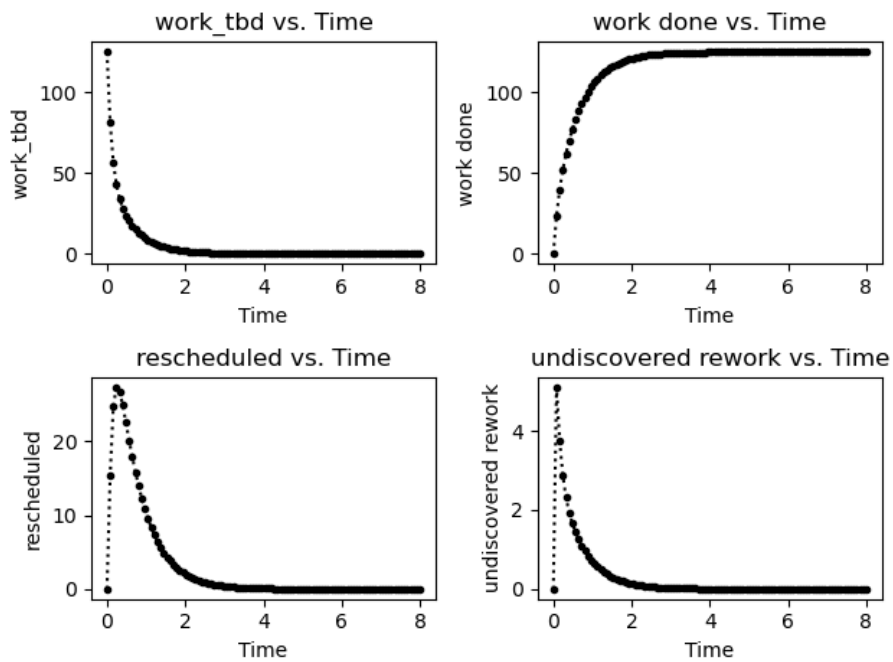 work_tbd vs. Time
work_tbd
100
50
0
0 2 4 6 8
Time
work done vs. Time
work done
100
50
0
0 2 4 6 8
Time
rescheduled vs. Time
rescheduled
20
10
0
0 2 4 6 8
Time
undiscovered rework vs. Time
undiscovered rework
4
2
0
0 2 4 6 8
Time